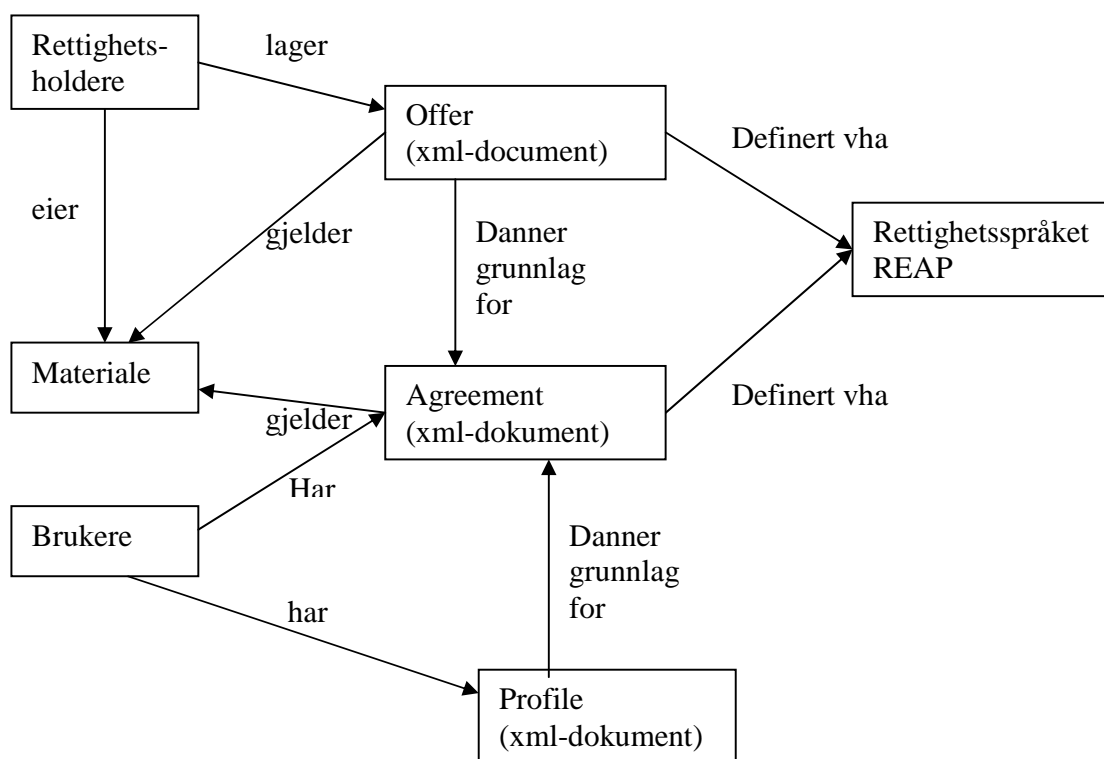 Rettighets-
holdere
lager
Offer
(xml-document)
Definert vha
eier
gjelder
Danner
grunnlag
for
Rettighetsspråket
REAP
Materiale
Agreement
(xml-dokument)
Definert vha
gjelder
Har
Brukere
Danner
grunnlag
for
har
Profile
(xml-dokument)